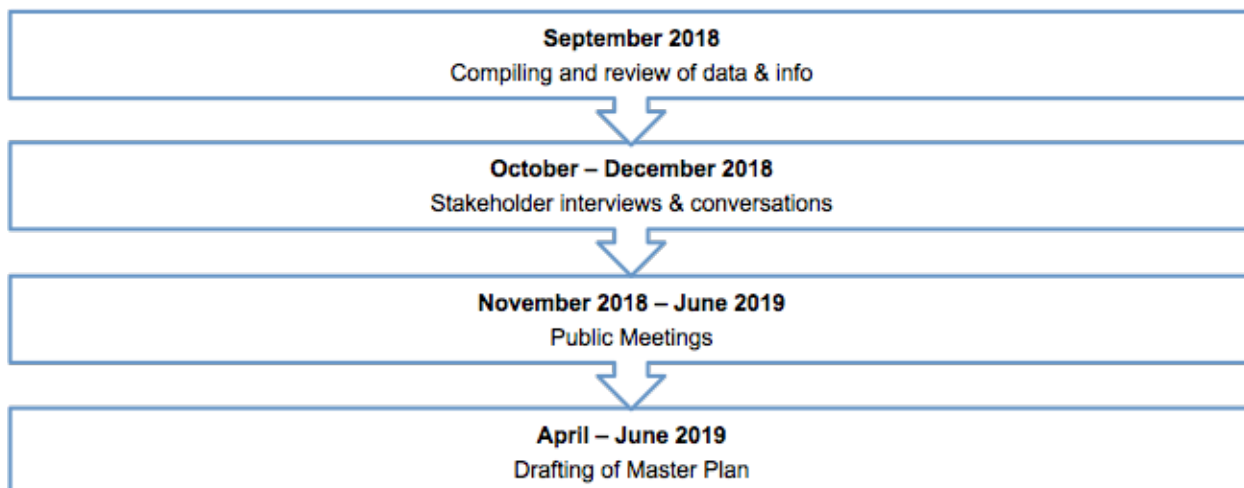 September 2018
Compiling and review of data & info
October – December 2018
Stakeholder interviews & conversations
November 2018 – June 2019
Public Meetings
April – June 2019
Drafting of Master Plan